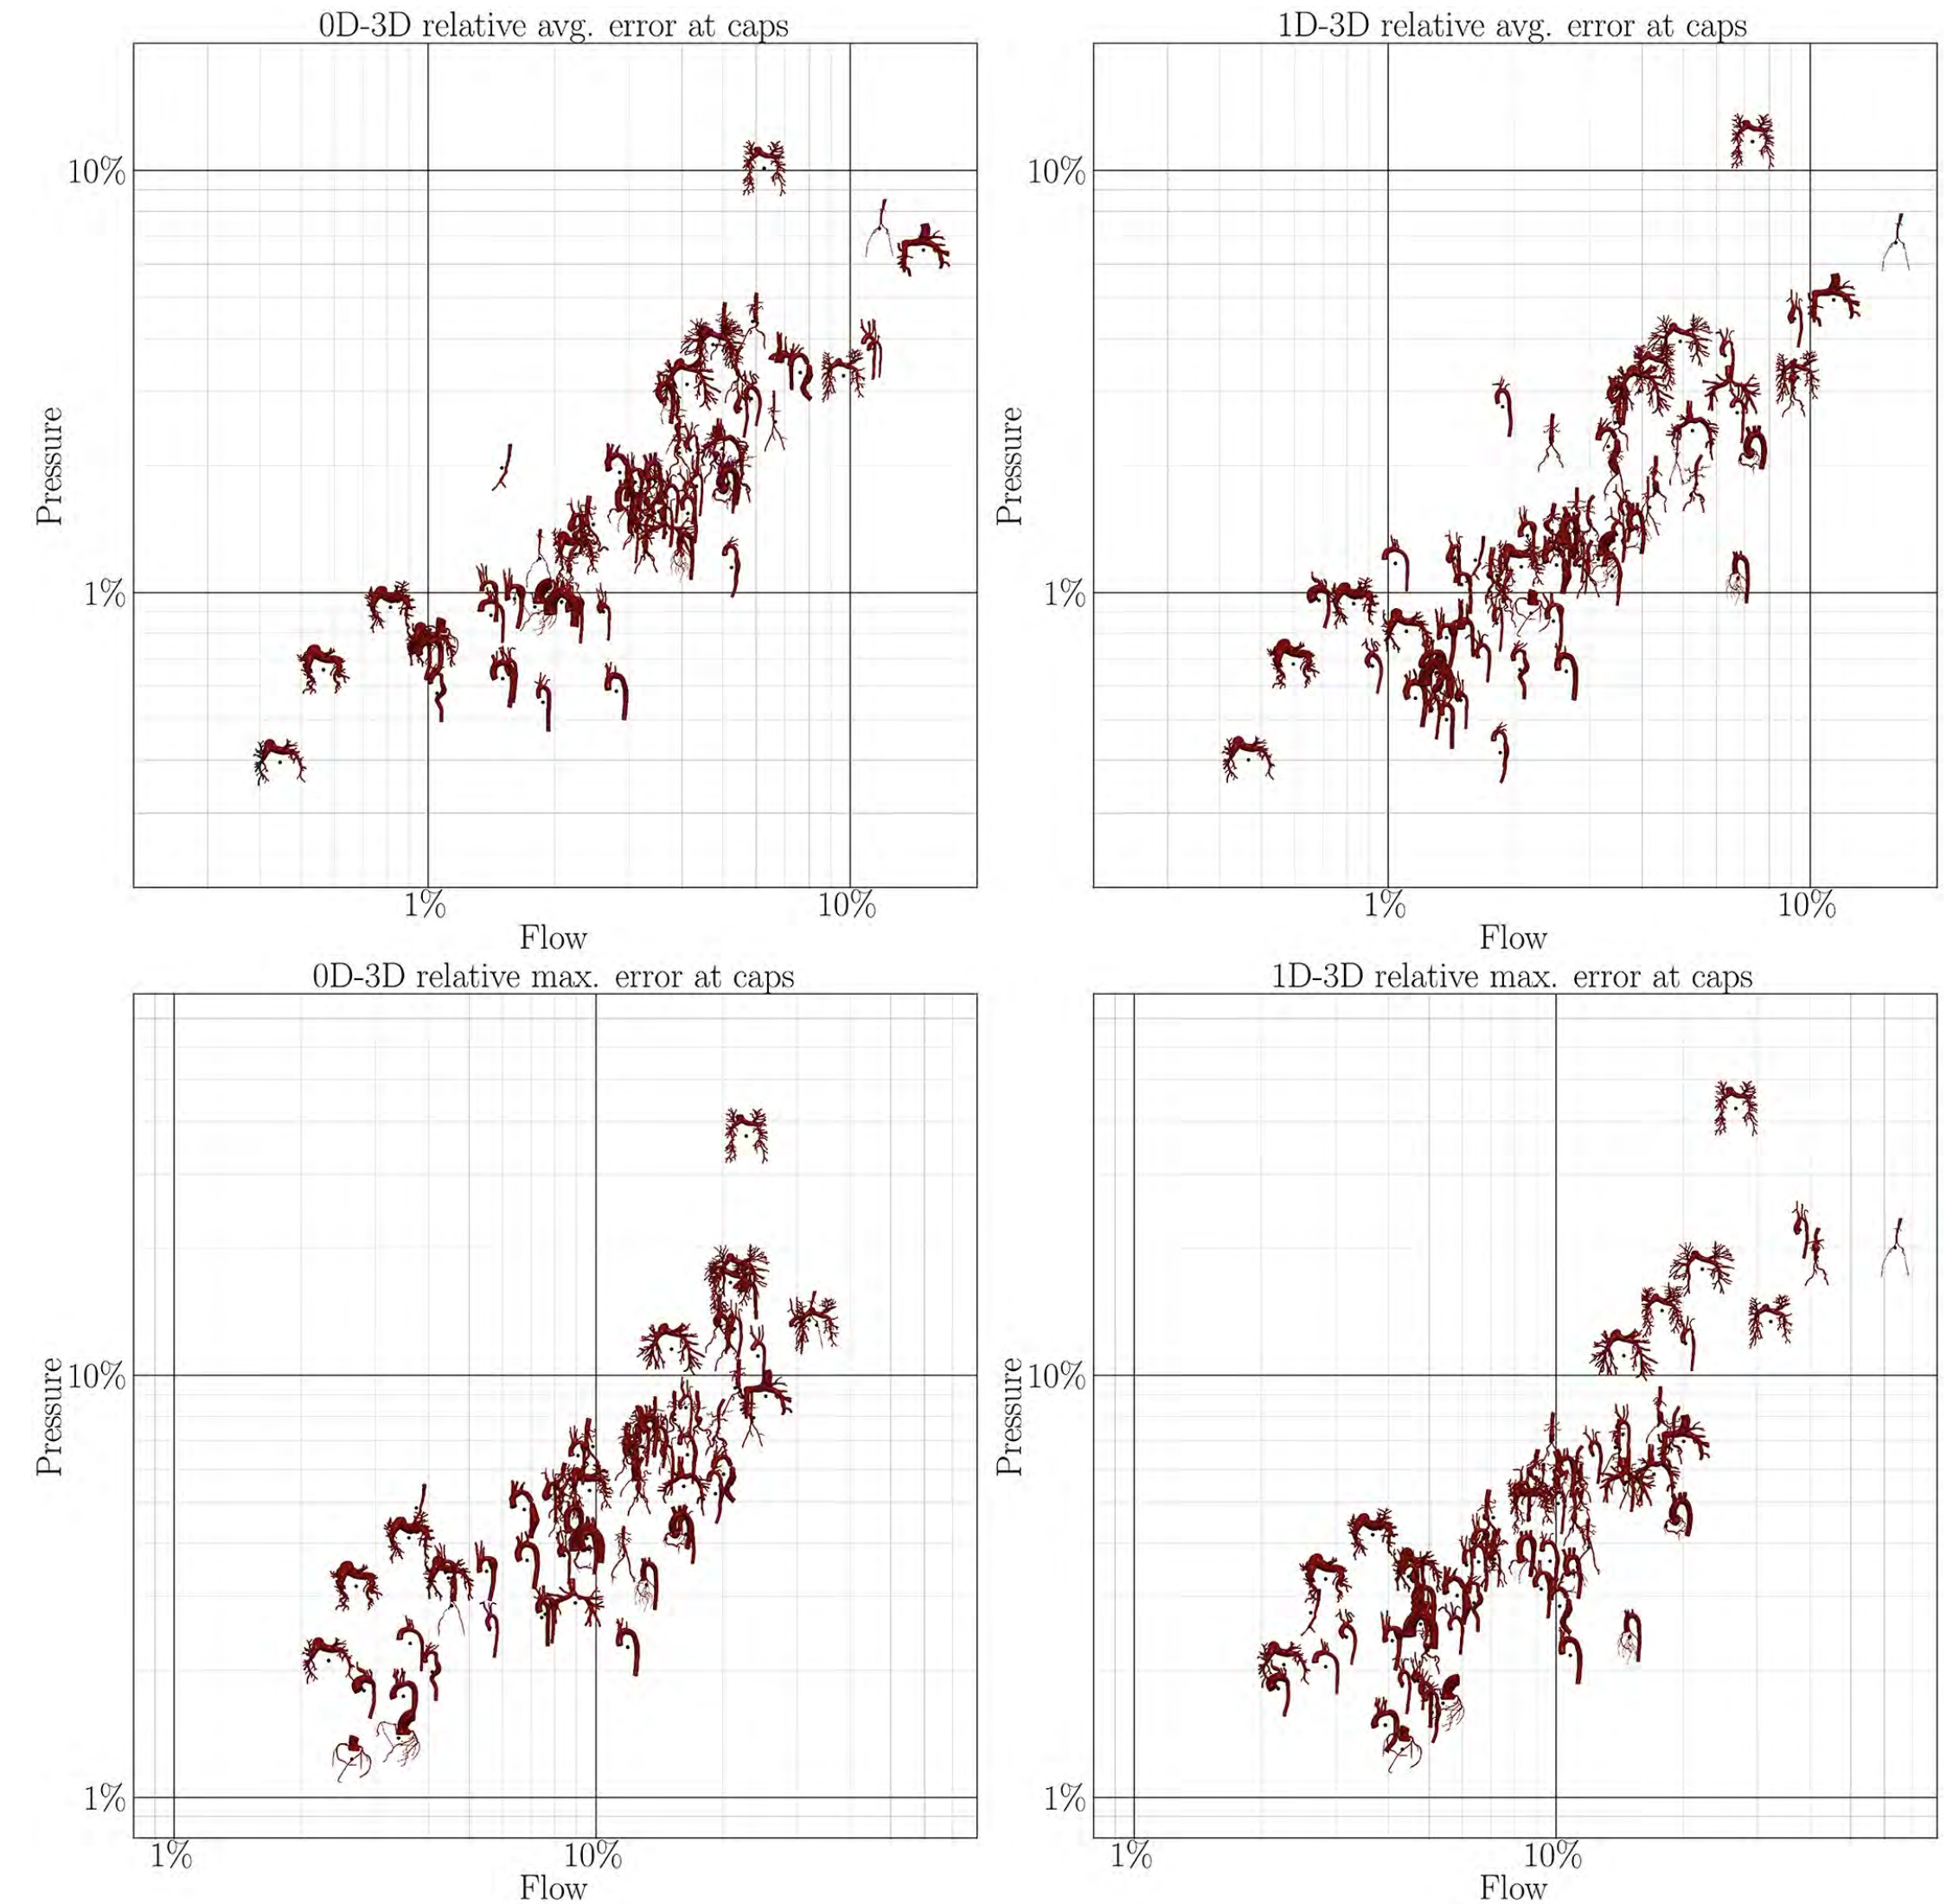 0D-3D relative avg. error at caps
10%
1%
Pressure
1%
10%
Flow
1D-3D relative avg. error at caps
10%
1%
Pressure
1%
10%
Flow
0D-3D relative max. error at caps
10%
1%
Pressure
1%
10%
Flow
1D-3D relative max. error at caps
10%
1%
Pressure
1%
10%
Flow